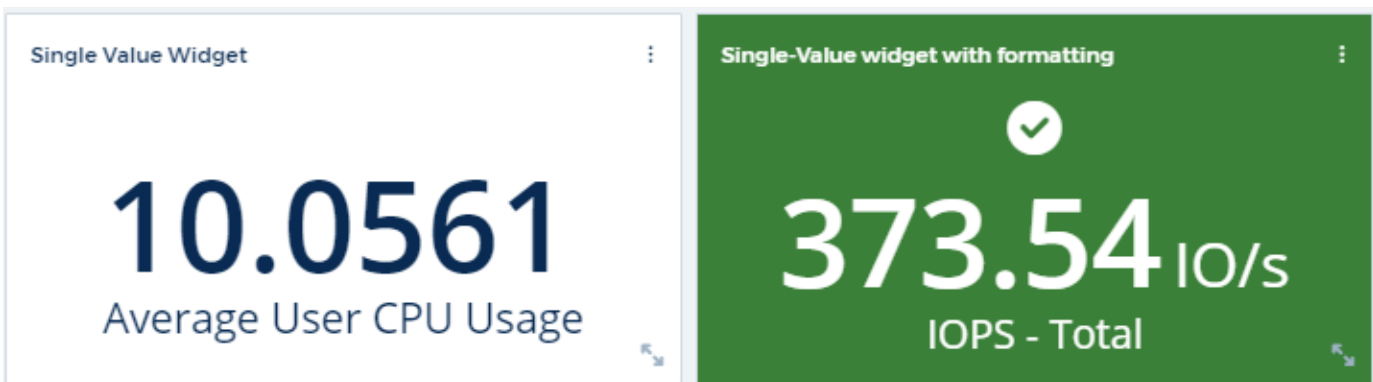 Single Value Widget
10.0561
Average User CPU Usage
Single-Value widget with formatting
373.54 IO/s
IOPS - Total